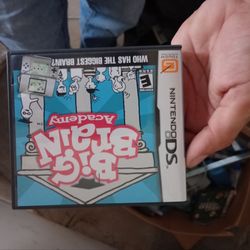 NINTENDO DS
BiG
BRaiN
Academy
WHO HAS THE BIGGEST BRAIN?
E